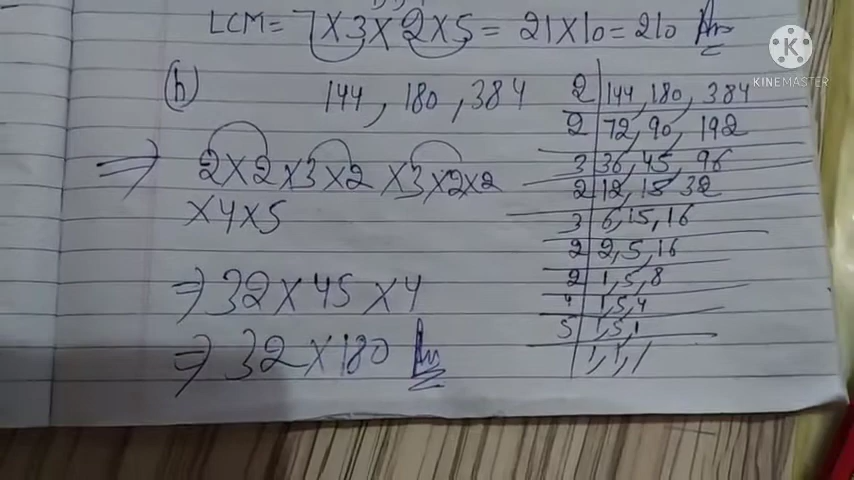 LCM = 7×3×2×5 = 21×10 = 210 Ans
KINEMASTER
(h) 144, 180, 384
⇒ 2×2×3×2×3×2×2
×4×5
⇒ 32×45×4
⇒ 32×180 Ans
2 | 144, 180, 384
2 | 72, 90, 192
3 | 36, 45, 96
2 | 12, 15 32
3 | 6, 15, 16
2 | 2, 5, 16
2 | 1, 5, 8
4 | 1, 5, 4
5 | 1, 5, 1
1, 1, 1